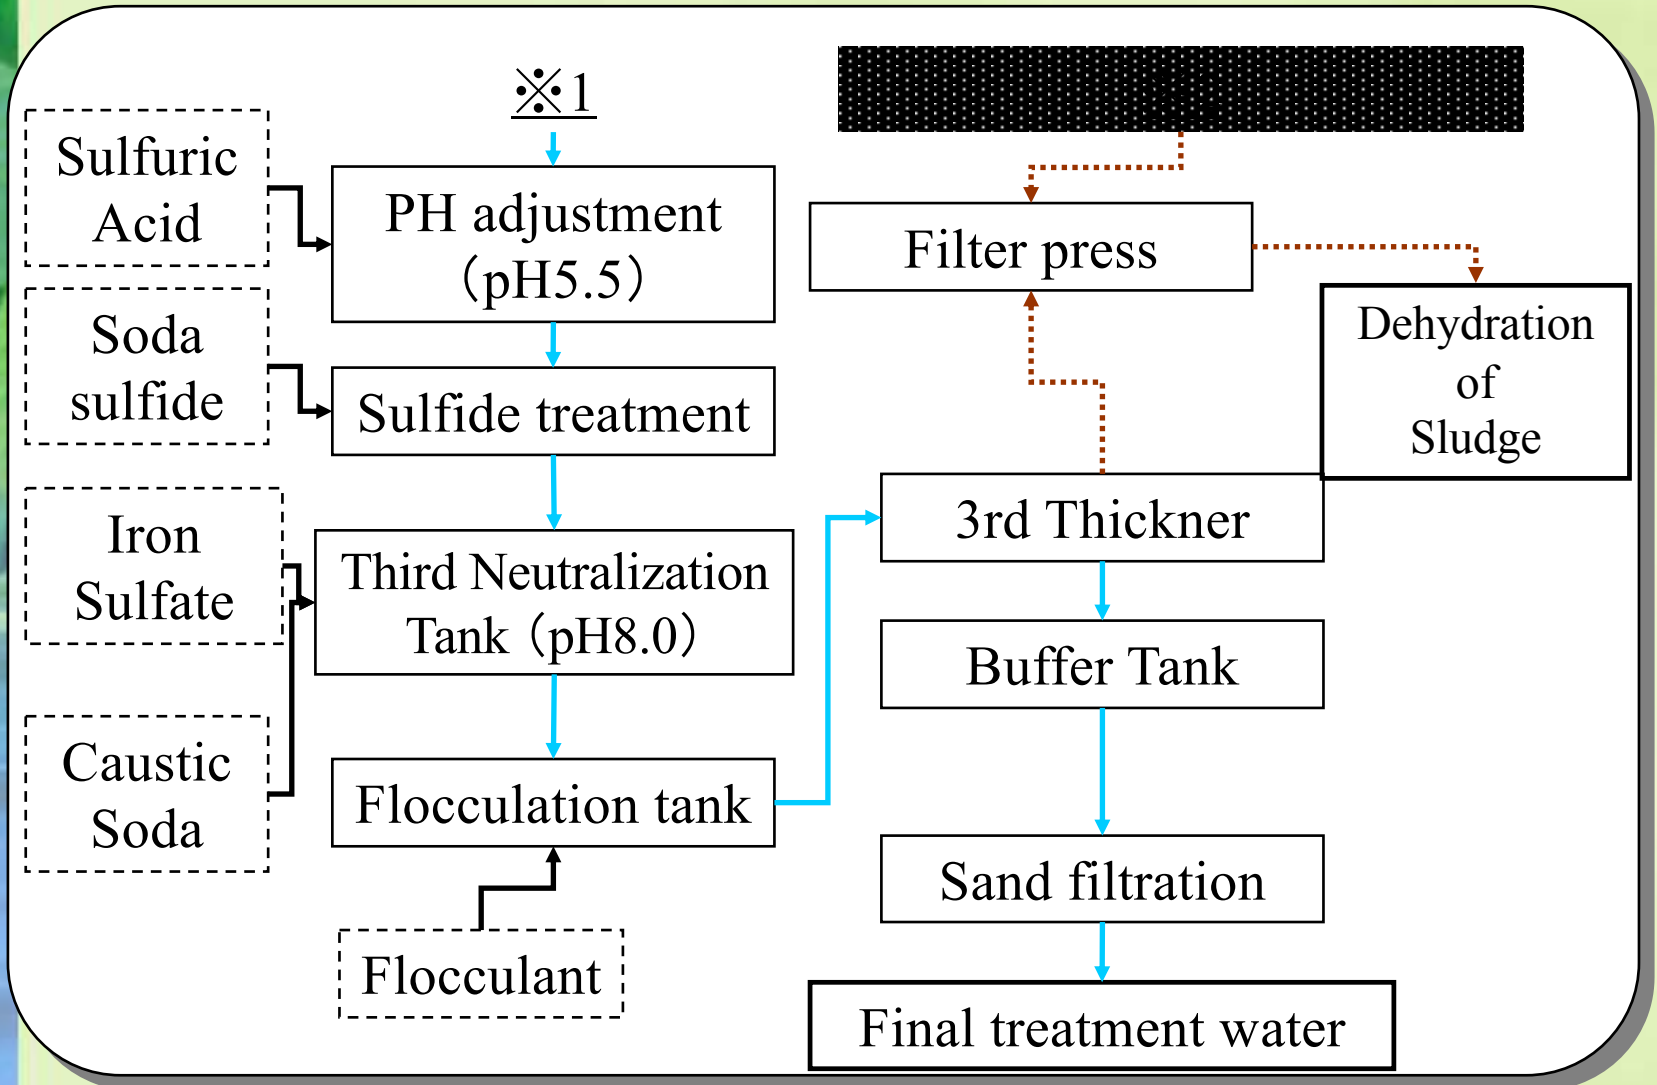 ※1
Sulfuric
Acid
PH adjustment
（pH5.5）
Soda
sulfide
Sulfide treatment
Iron
Sulfate
Third Neutralization
Tank（pH8.0）
Caustic
Soda
Flocculation tank
Flocculant
Filter press
Dehydration
of
Sludge
3rd Thickner
Buffer Tank
Sand filtration
Final treatment water